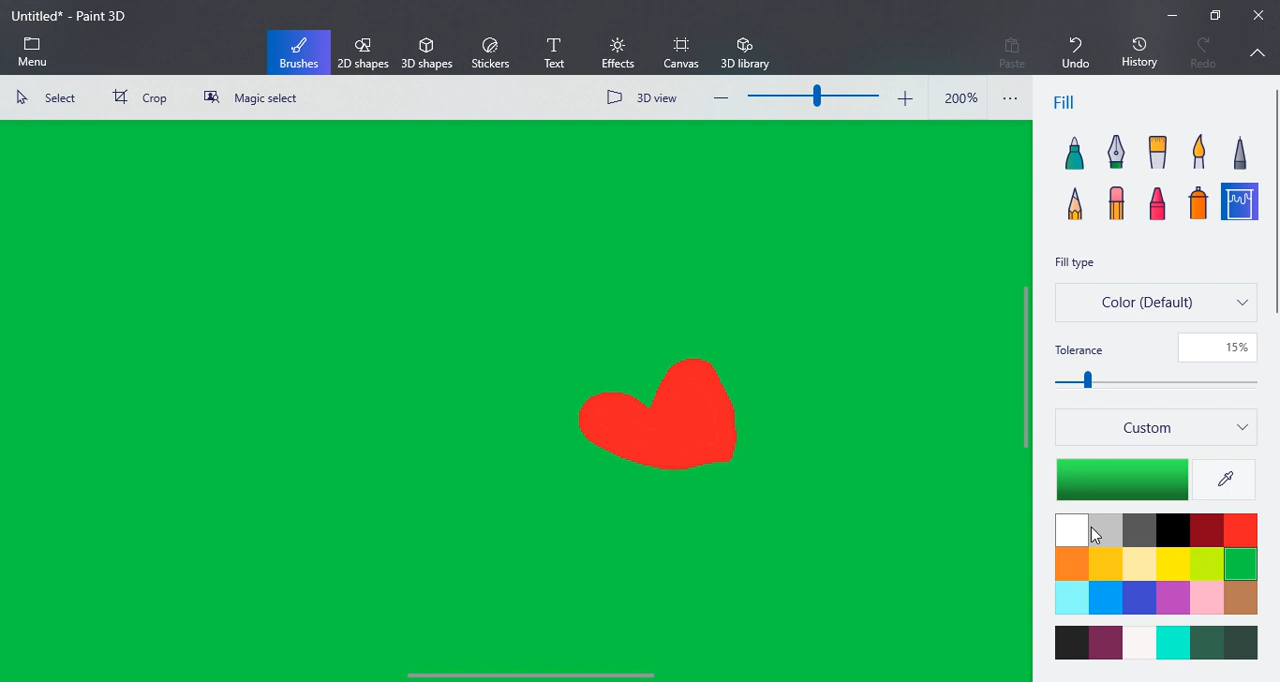 Untitled* - Paint 3D
Menu
Brushes
2D shapes
3D shapes
Stickers
Text
Effects
Canvas
3D library
Paste
Undo
History
Redo
Select
Crop
Magic select
3D view
200%
Fill
Fill type
Color (Default)
Tolerance
15%
Custom